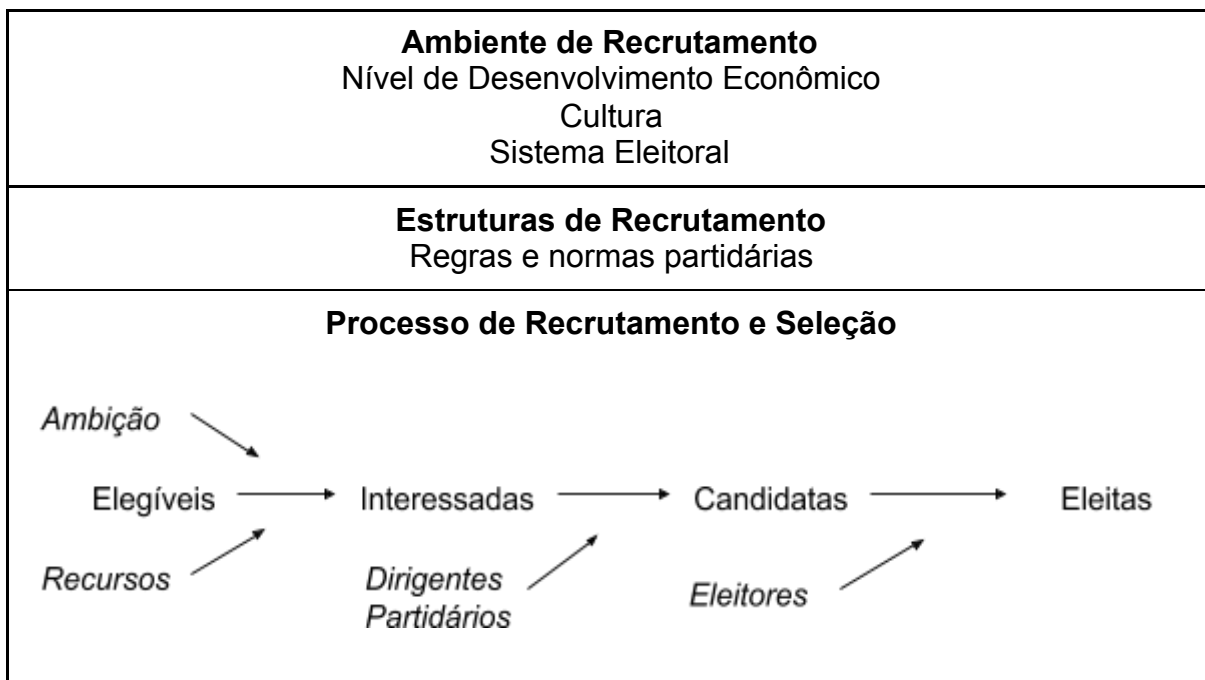 Ambiente de Recrutamento
Nível de Desenvolvimento Econômico
Cultura
Sistema Eleitoral
Estruturas de Recrutamento
Regras e normas partidárias
Processo de Recrutamento e Seleção
Ambição
Elegíveis Interessadas Candidatas Eleitas
Recursos
Dirigentes
Partidários
Eleitores